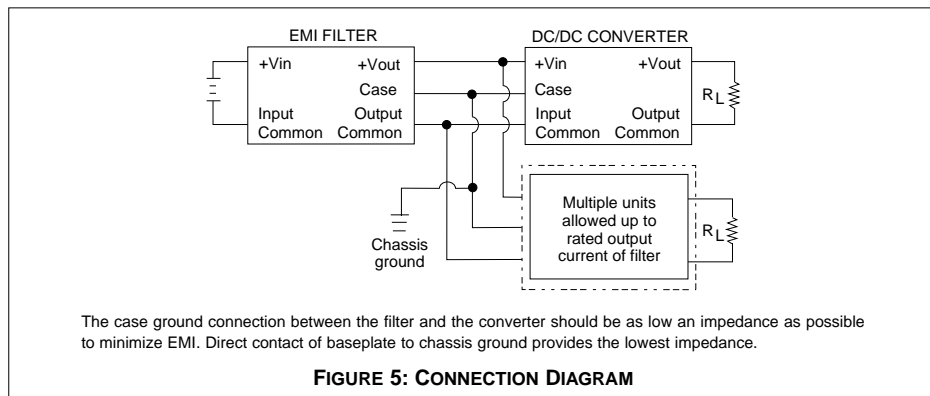 EMI FILTER
+Vin
+Vout
Case
Input
Common
Output
Common
DC/DC CONVERTER
+Vin
+Vout
Case
Input
Common
Output
Common
RL
Chassis
ground
Multiple units
allowed up to
rated output
current of filter
RL
The case ground connection between the filter and the converter should be as low an impedance as possible
to minimize EMI. Direct contact of baseplate to chassis ground provides the lowest impedance.
FIGURE 5: CONNECTION DIAGRAM